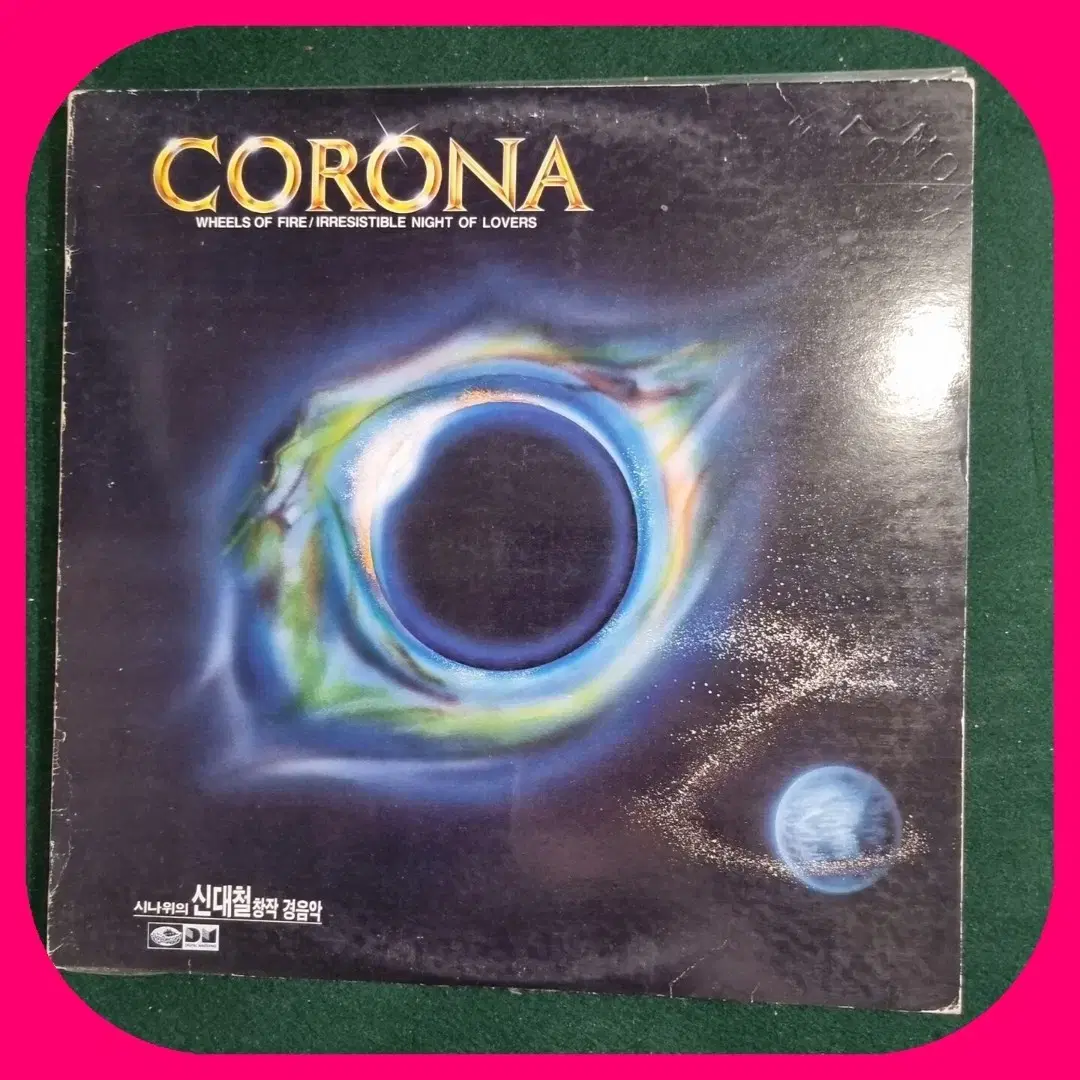 CORONA
WHEELS OF FIRE/IRRESISTIBLE NIGHT OF LOVERS
시나위의 신대철 창작 경음악